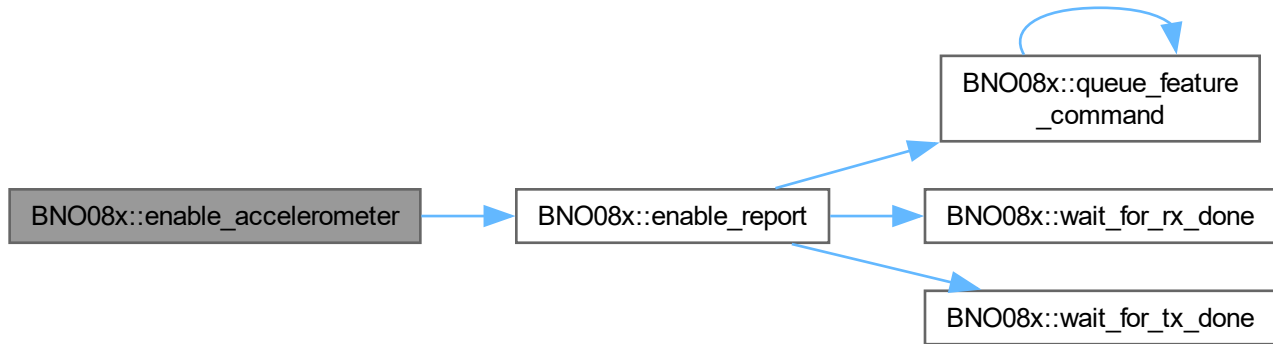 BNO08x::queue_feature
_command
BNO08x::enable_accelerometer
BNO08x::enable_report
BNO08x::wait_for_rx_done
BNO08x::wait_for_tx_done